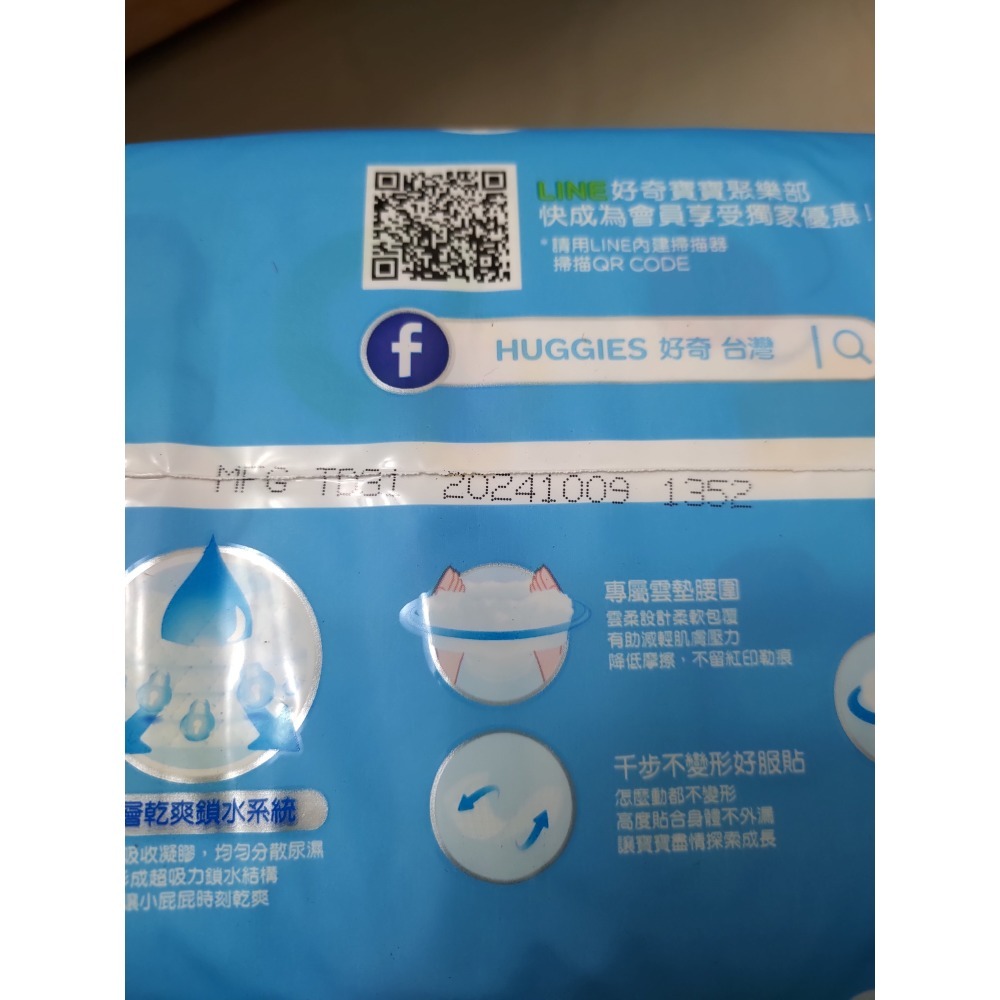 LINE 好奇寶寶聚樂部
快成為會員享受獨家優惠!
*請用LINE內建掃描器
掃描QR CODE
f
HUGGIES 好奇 台灣
MFG TD31 20241009 1352
專屬雲墊腰圍
雲柔設計柔軟包覆
有助減輕肌膚壓力
降低摩擦,不留紅印勒痕
千步不變形好服貼
怎麼動都不變形
高度貼合身體不外漏
讓寶寶盡情探索成長
層乾爽鎖水系統
吸收凝膠,均勻分散尿濕
形成超吸力鎖水結構
讓小屁屁時刻乾爽